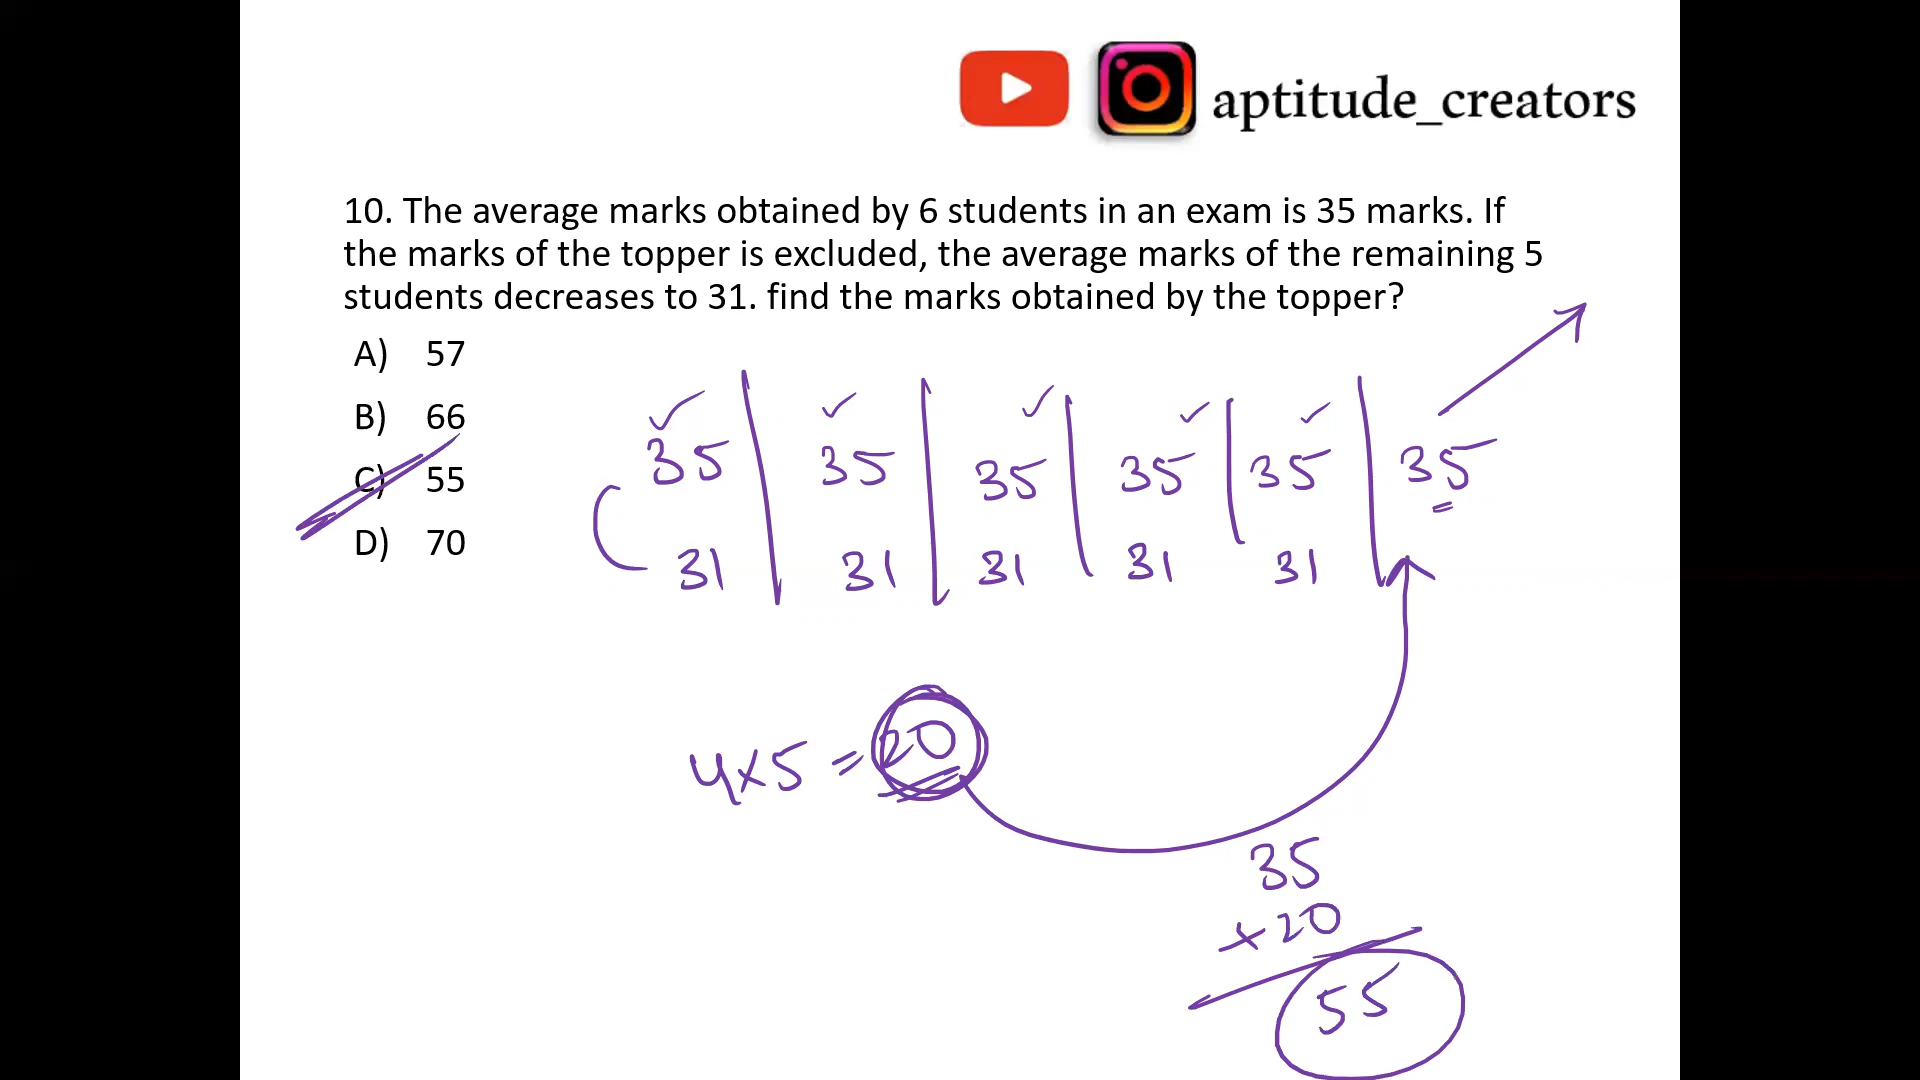 aptitude_creators
10. The average marks obtained by 6 students in an exam is 35 marks. If
the marks of the topper is excluded, the average marks of the remaining 5
students decreases to 31. find the marks obtained by the topper?
A) 57
B) 66
C) 55
D) 70
35 35 35 35 35 35
31 31 31 31 31
4x5 = 20
35
+20
55